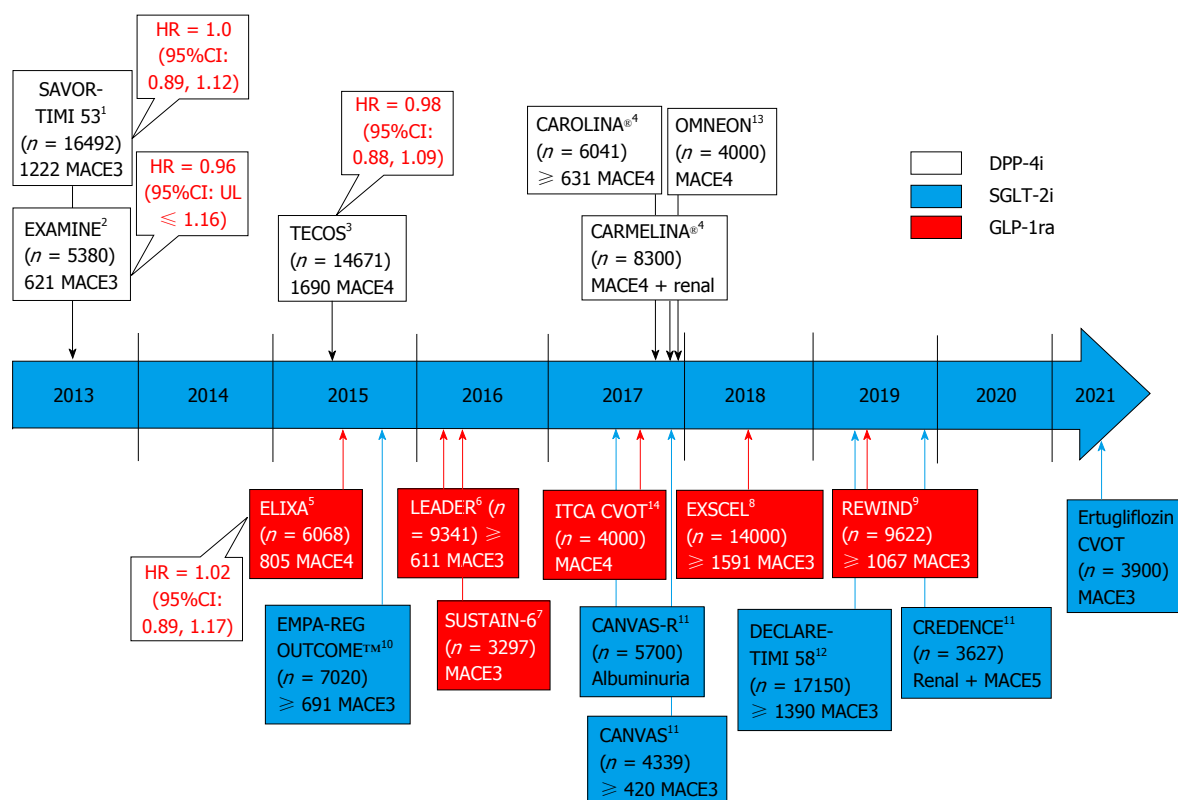 HR = 1.0
(95%CI:
0.89, 1.12)
SAVOR-
TIMI 53¹
(n = 16492)
1222 MACE3
HR = 0.96
(95%CI: UL
≤ 1.16)
EXAMINE²
(n = 5380)
621 MACE3
HR = 0.98
(95%CI:
0.88, 1.09)
TECOS³
(n = 14671)
1690 MACE4
CAROLINA®⁴
(n = 6041)
≥ 631 MACE4
OMNEON¹³
(n = 4000)
MACE4
CARMELINA®⁴
(n = 8300)
MACE4 + renal
DPP-4i
SGLT-2i
GLP-1ra
2013
2014
2015
2016
2017
2018
2019
2020
2021
ELIXA⁵
(n = 6068)
805 MACE4
HR = 1.02
(95%CI:
0.89, 1.17)
EMPA-REG
OUTCOME™¹⁰
(n = 7020)
≥ 691 MACE3
LEADER⁶ (n
= 9341) ≥
611 MACE3
SUSTAIN-6⁷
(n = 3297)
MACE3
ITCA CVOT¹⁴
(n = 4000)
MACE4
CANVAS-R¹¹
(n = 5700)
Albuminuria
CANVAS¹¹
(n = 4339)
≥ 420 MACE3
EXSCEL⁸
(n = 14000)
≥ 1591 MACE3
DECLARE-
TIMI 58¹²
(n = 17150)
≥ 1390 MACE3
REWIND⁹
(n = 9622)
≥ 1067 MACE3
CREDENCE¹¹
(n = 3627)
Renal + MACE5
Ertugliflozin
CVOT
(n = 3900)
MACE3